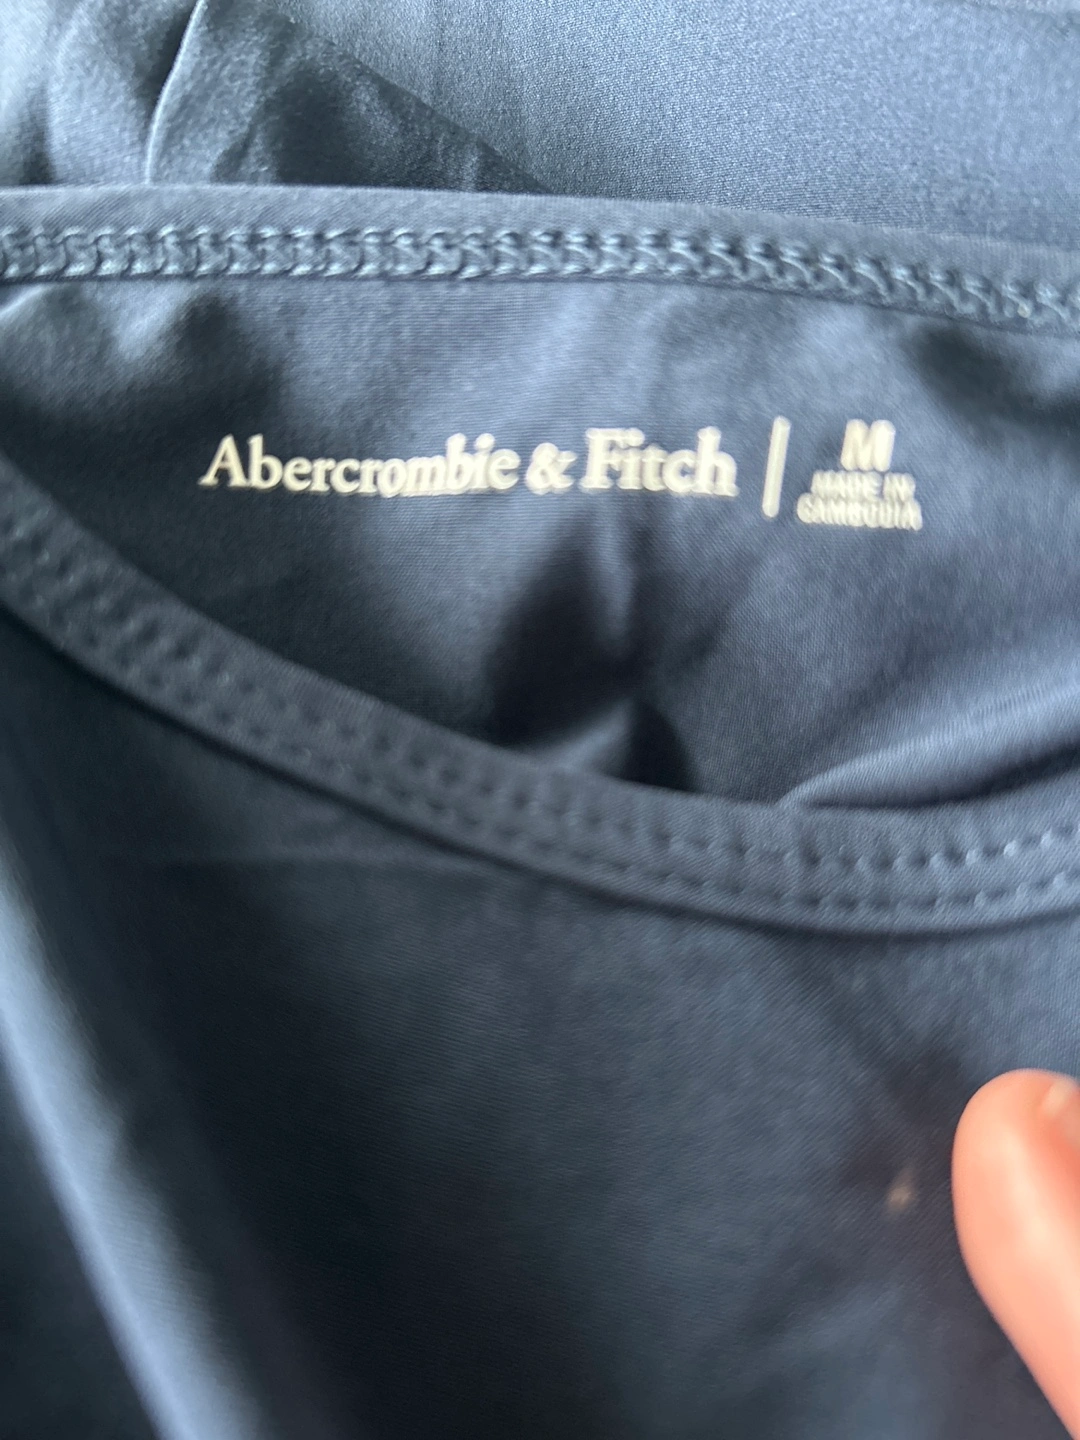 Abercrombie & Fitch | M
MADE IN
CAMBODIA